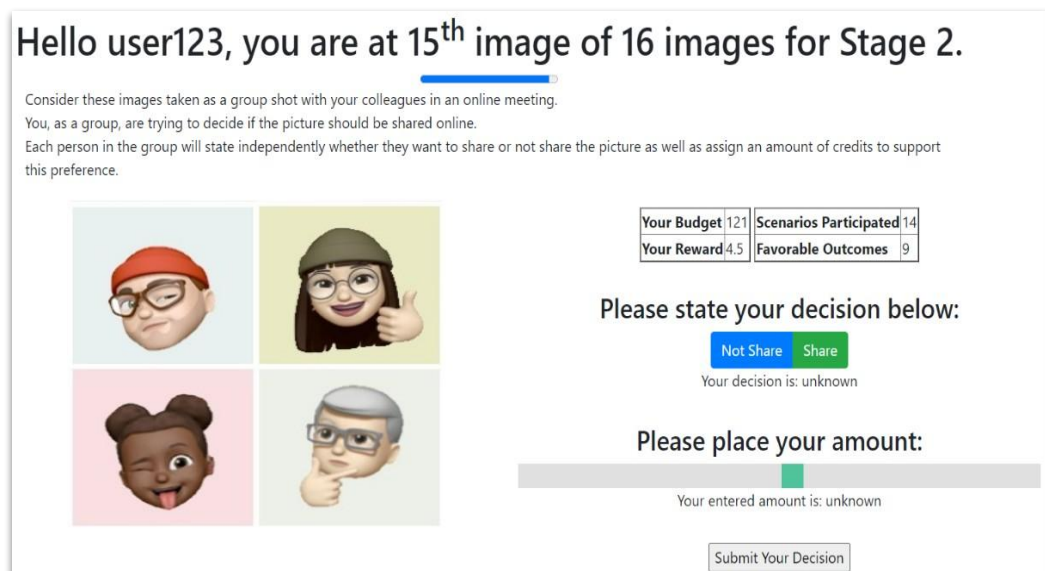 Hello user123, you are at 15th image of 16 images for Stage 2.
Consider these images taken as a group shot with your colleagues in an online meeting.
You, as a group, are trying to decide if the picture should be shared online.
Each person in the group will state independently whether they want to share or not share the picture as well as assign an amount of credits to support
this preference.
Your Budget 121 Scenarios Participated 14
Your Reward 4.5 Favorable Outcomes 9
Please state your decision below:
Not Share Share
Your decision is: unknown
Please place your amount:
Your entered amount is: unknown
Submit Your Decision